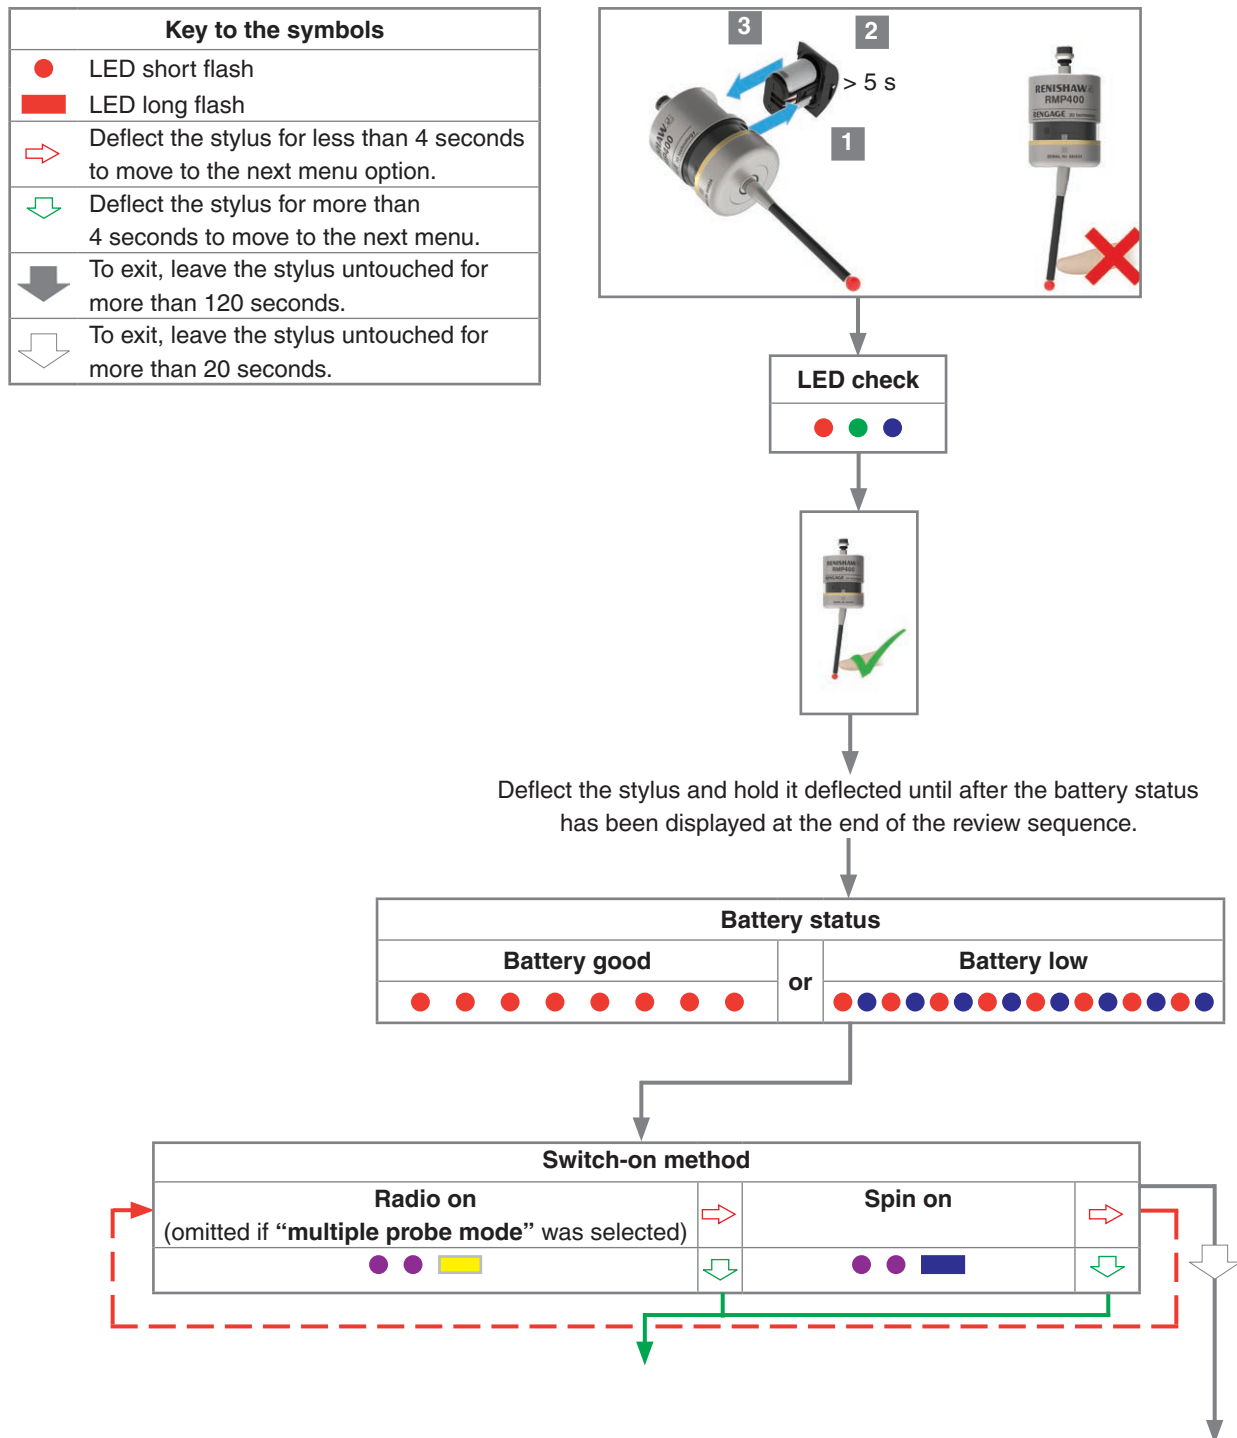 Key to the symbols
LED short flash
LED long flash
Deflect the stylus for less than 4 seconds
to move to the next menu option.
Deflect the stylus for more than
4 seconds to move to the next menu.
To exit, leave the stylus untouched for
more than 120 seconds.
To exit, leave the stylus untouched for
more than 20 seconds.
3
2
> 5 s
1
RENISHAW
RMP400
RENGAGE
LED check
RENISHAW
RMP400
RENGAGE
Deflect the stylus and hold it deflected until after the battery status
has been displayed at the end of the review sequence.
Battery status
Battery good
or
Battery low
Switch-on method
Radio on
(omitted if “multiple probe mode” was selected)
Spin on